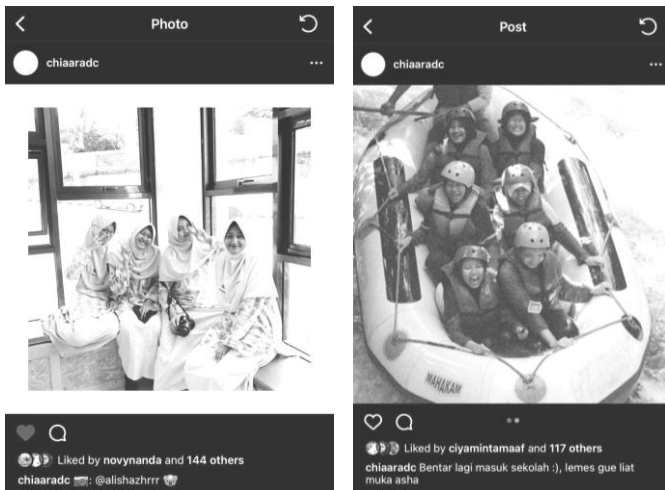 Photo
chiaaradc
Liked by novynanda and 144 others
chiaaradc 📷: @alishazhrrr
Post
chiaaradc
MAHAKAM
Liked by ciyamintamaaf and 117 others
chiaaradc Bentar lagi masuk sekolah :), lemes gue liat
muka asha